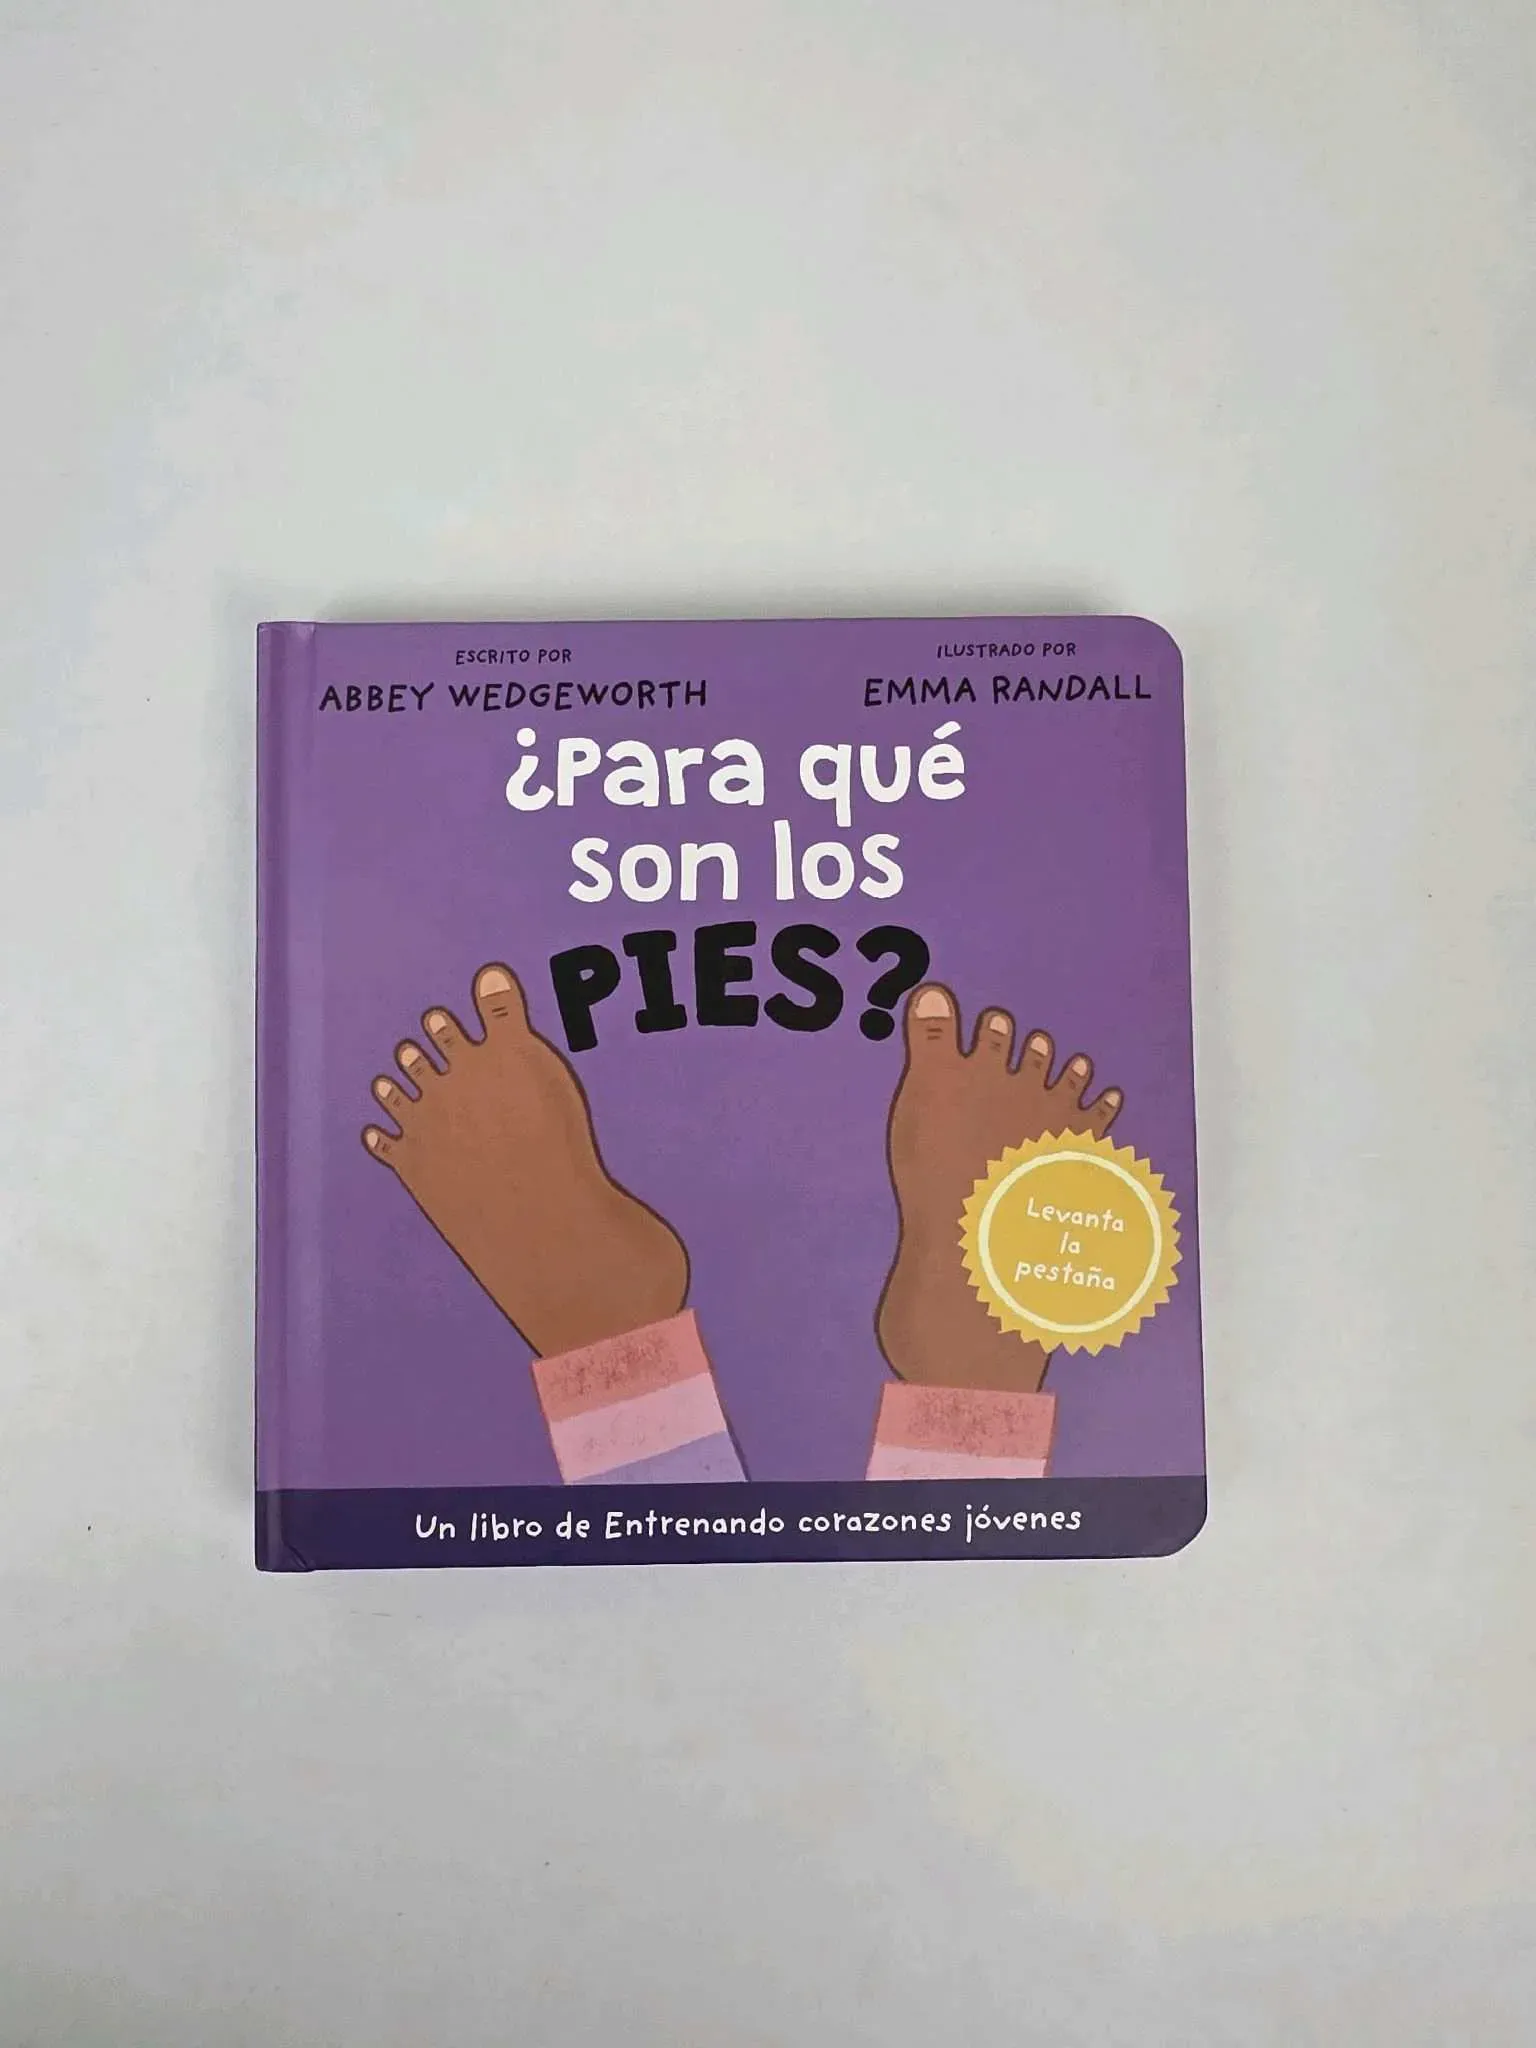 ESCRITO POR
ABBEY WEDGEWORTH
ILUSTRADO POR
EMMA RANDALL
¿Para qué
son los
PIES?
Levanta
la
pestaña
Un libro de Entrenando corazones jóvenes